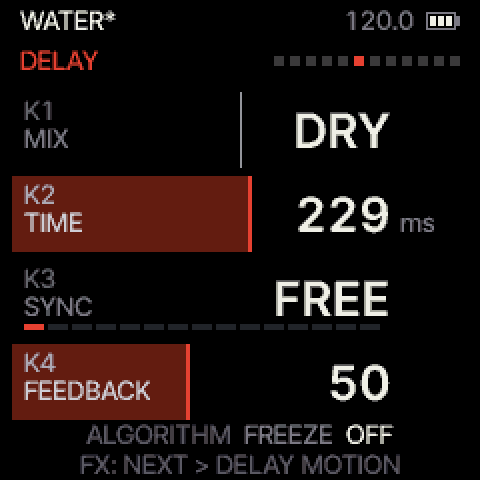 WATER* 120.0
DELAY
K1
MIX DRY
K2
TIME 229 ms
K3
SYNC FREE
K4
FEEDBACK 50
ALGORITHM FREEZE OFF
FX: NEXT > DELAY MOTION